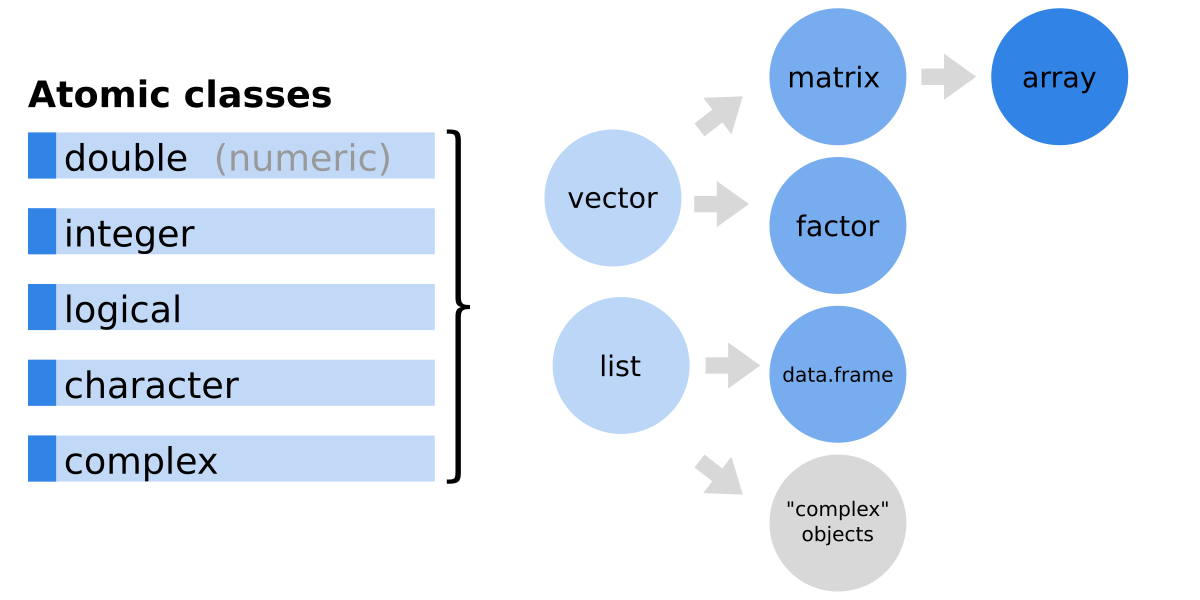 Atomic classes
double (numeric)
integer
logical
character
complex
vector
list
matrix
array
factor
data.frame
"complex"
objects